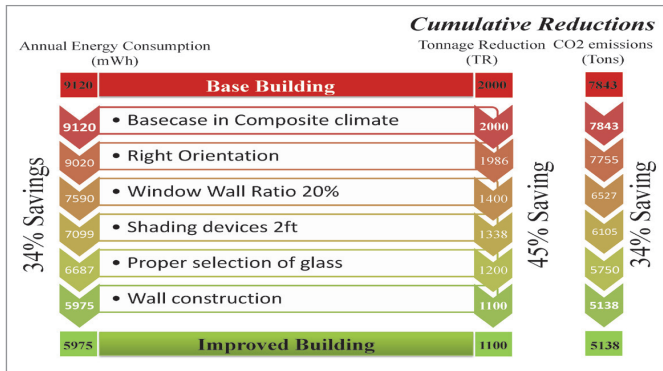 Cumulative Reductions
Annual Energy Consumption
(mWh)
Tonnage Reduction
(TR)
CO2 emissions
(Tons)
9120 Base Building 2000 7843
9120 • Basecase in Composite climate 2000 7843
9020 • Right Orientation 1986 7755
7590 • Window Wall Ratio 20% 1400 6527
7099 • Shading devices 2ft 1338 6105
6687 • Proper selection of glass 1200 5750
5975 • Wall construction 1100 5138
5975 Improved Building 1100 5138
34% Savings
45% Saving
34% Savings